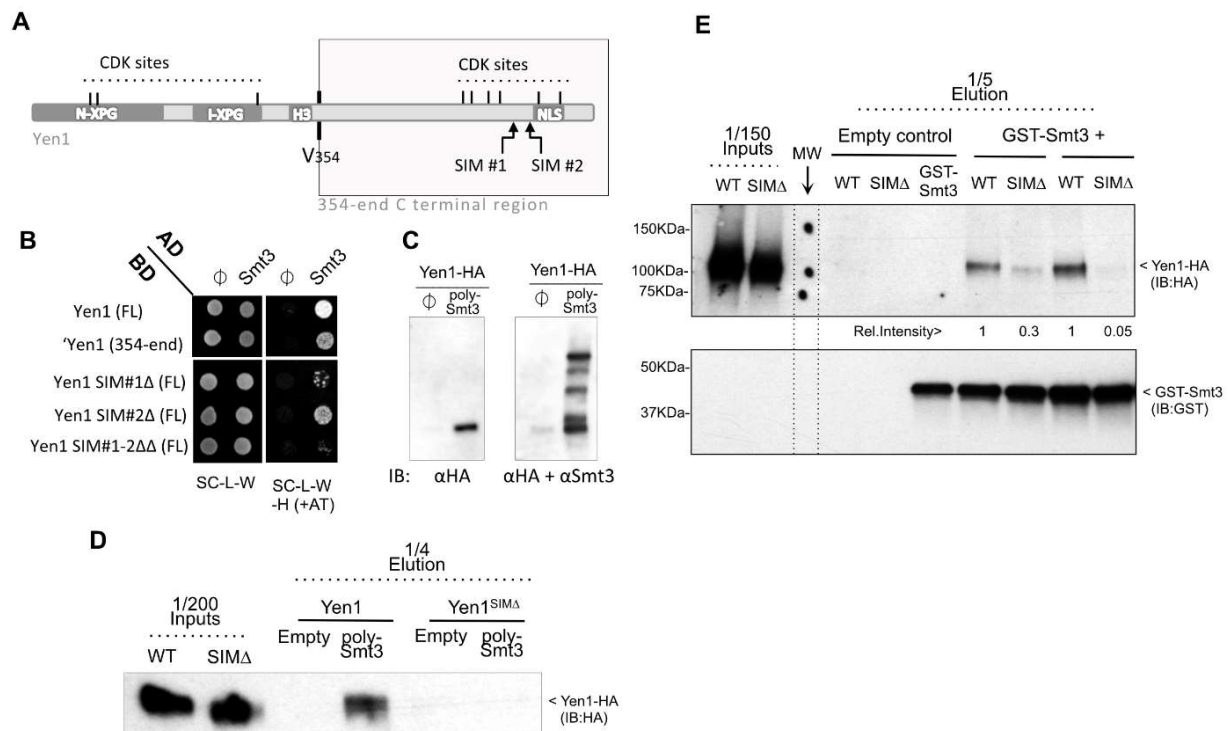 A
CDK sites
CDK sites
N-XPG
I-XPG
H3
NLS
Yen1
V354
SIM #1
SIM #2
354-end C terminal region
B
AD
BD
ϕ
Smt3
ϕ
Smt3
Yen1 (FL)
'Yen1 (354-end)
Yen1 SIM#1Δ (FL)
Yen1 SIM#2Δ (FL)
Yen1 SIM#1-2ΔΔ (FL)
SC-L-W
SC-L-W
-H (+AT)
C
Yen1-HA
Yen1-HA
ϕ
poly-
Smt3
ϕ
poly-
Smt3
IB:
αHA
αHA + αSmt3
D
1/4
Elution
1/200
Inputs
Yen1
Yen1SIMΔ
WT
SIMΔ
Empty
poly-
Smt3
Empty
poly-
Smt3
< Yen1-HA
(IB:HA)
E
1/5
Elution
1/150
Inputs
MW
Empty control
GST-Smt3 +
WT
SIMΔ
WT
SIMΔ
GST-
Smt3
WT
SIMΔ
WT
SIMΔ
150KDa-
100KDa-
75KDa-
< Yen1-HA
(IB:HA)
Rel.Intensity>
1
0.3
1
0.05
50KDa-
37KDa-
< GST-Smt3
(IB:GST)